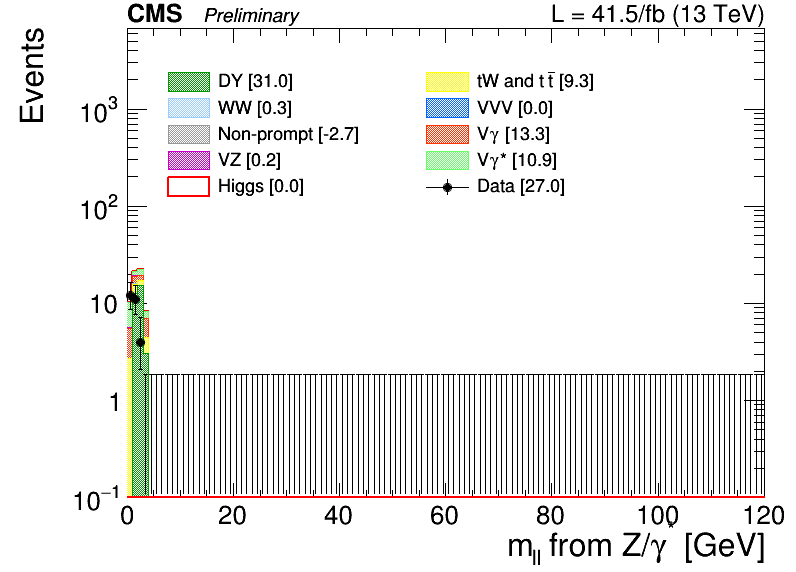 CMS Preliminary L = 41.5/fb (13 TeV)
Events
DY [31.0] tW and tt̅ [9.3]
WW [0.3] VVV [0.0]
Non-prompt [-2.7] Vγ [13.3]
VZ [0.2] Vγ* [10.9]
Higgs [0.0] Data [27.0]
10³
10²
10
1
10⁻¹
0 20 40 60 80 100 120
m_ll from Z/γ* [GeV]